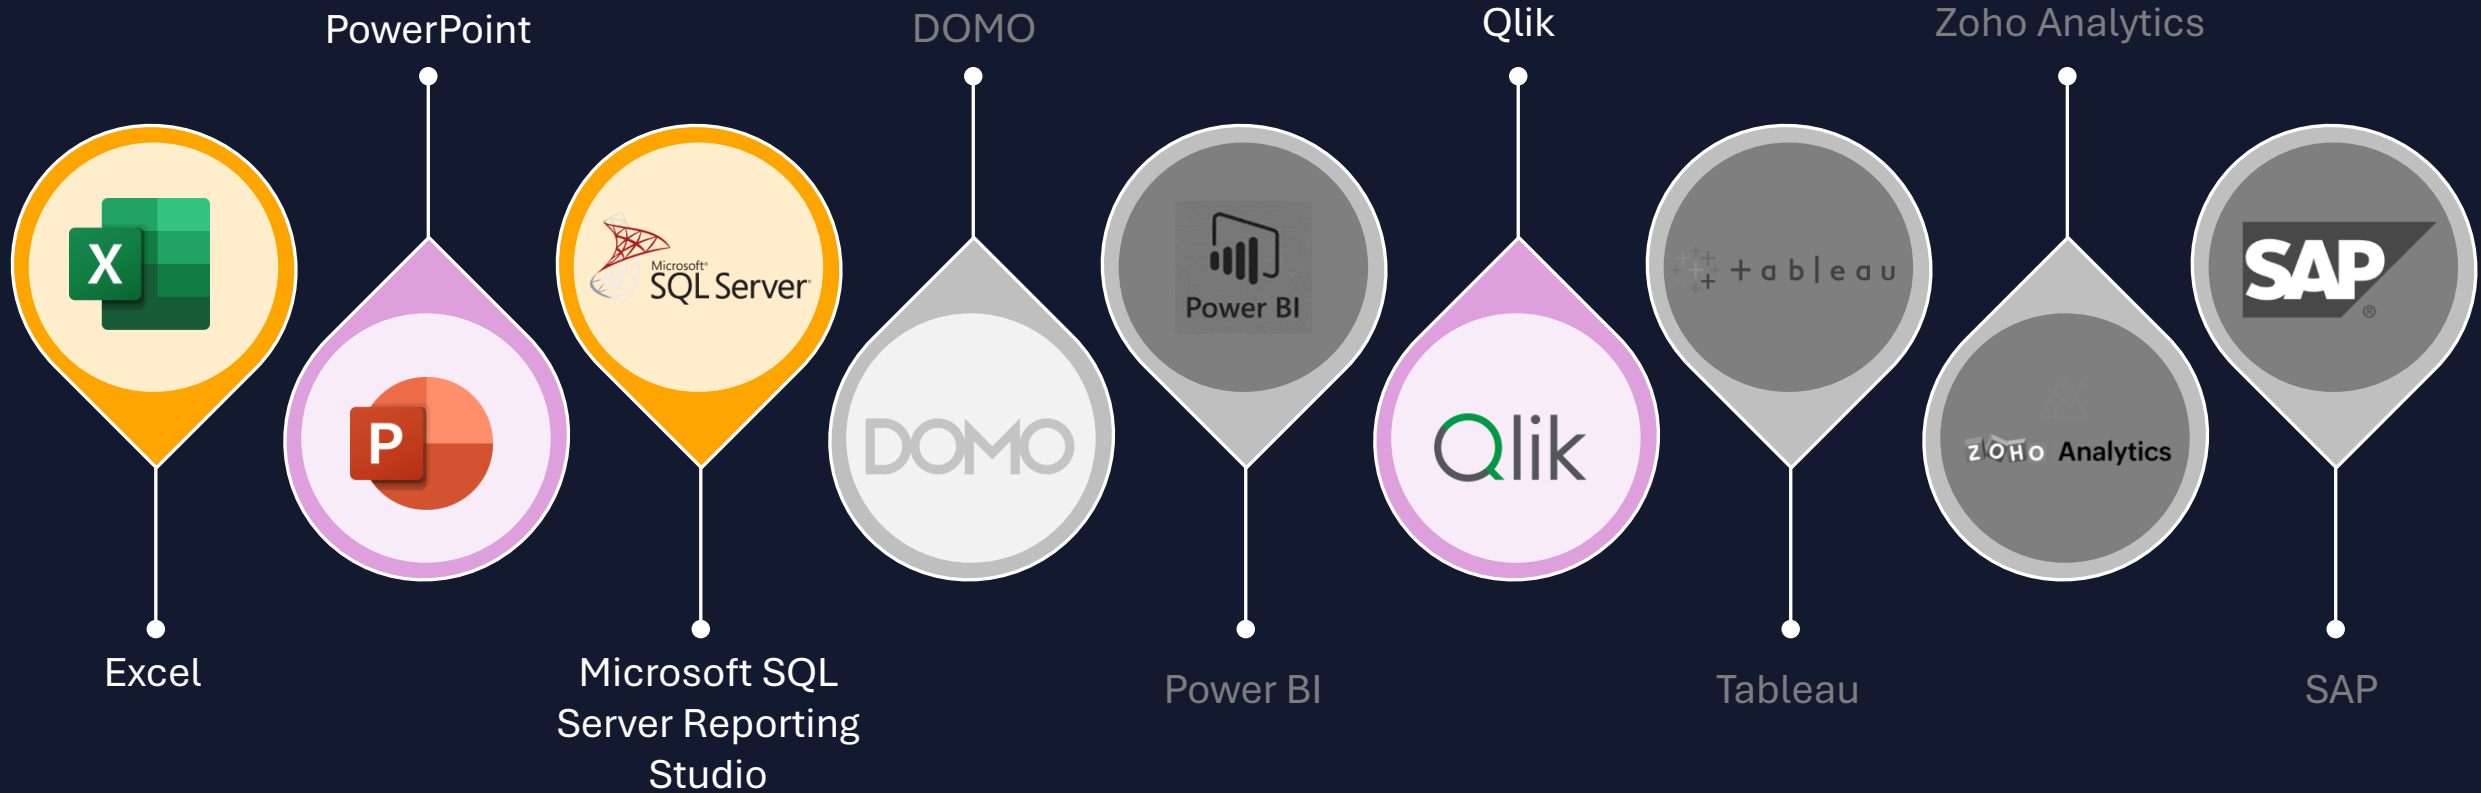 PowerPoint
DOMO
Qlik
Zoho Analytics
X
P
Microsoft®
SQL Server®
DOMO
Power BI
Qlik
+ableau
ZOHO Analytics
SAP
®
Excel
Microsoft SQL
Server Reporting
Studio
Power BI
Tableau
SAP